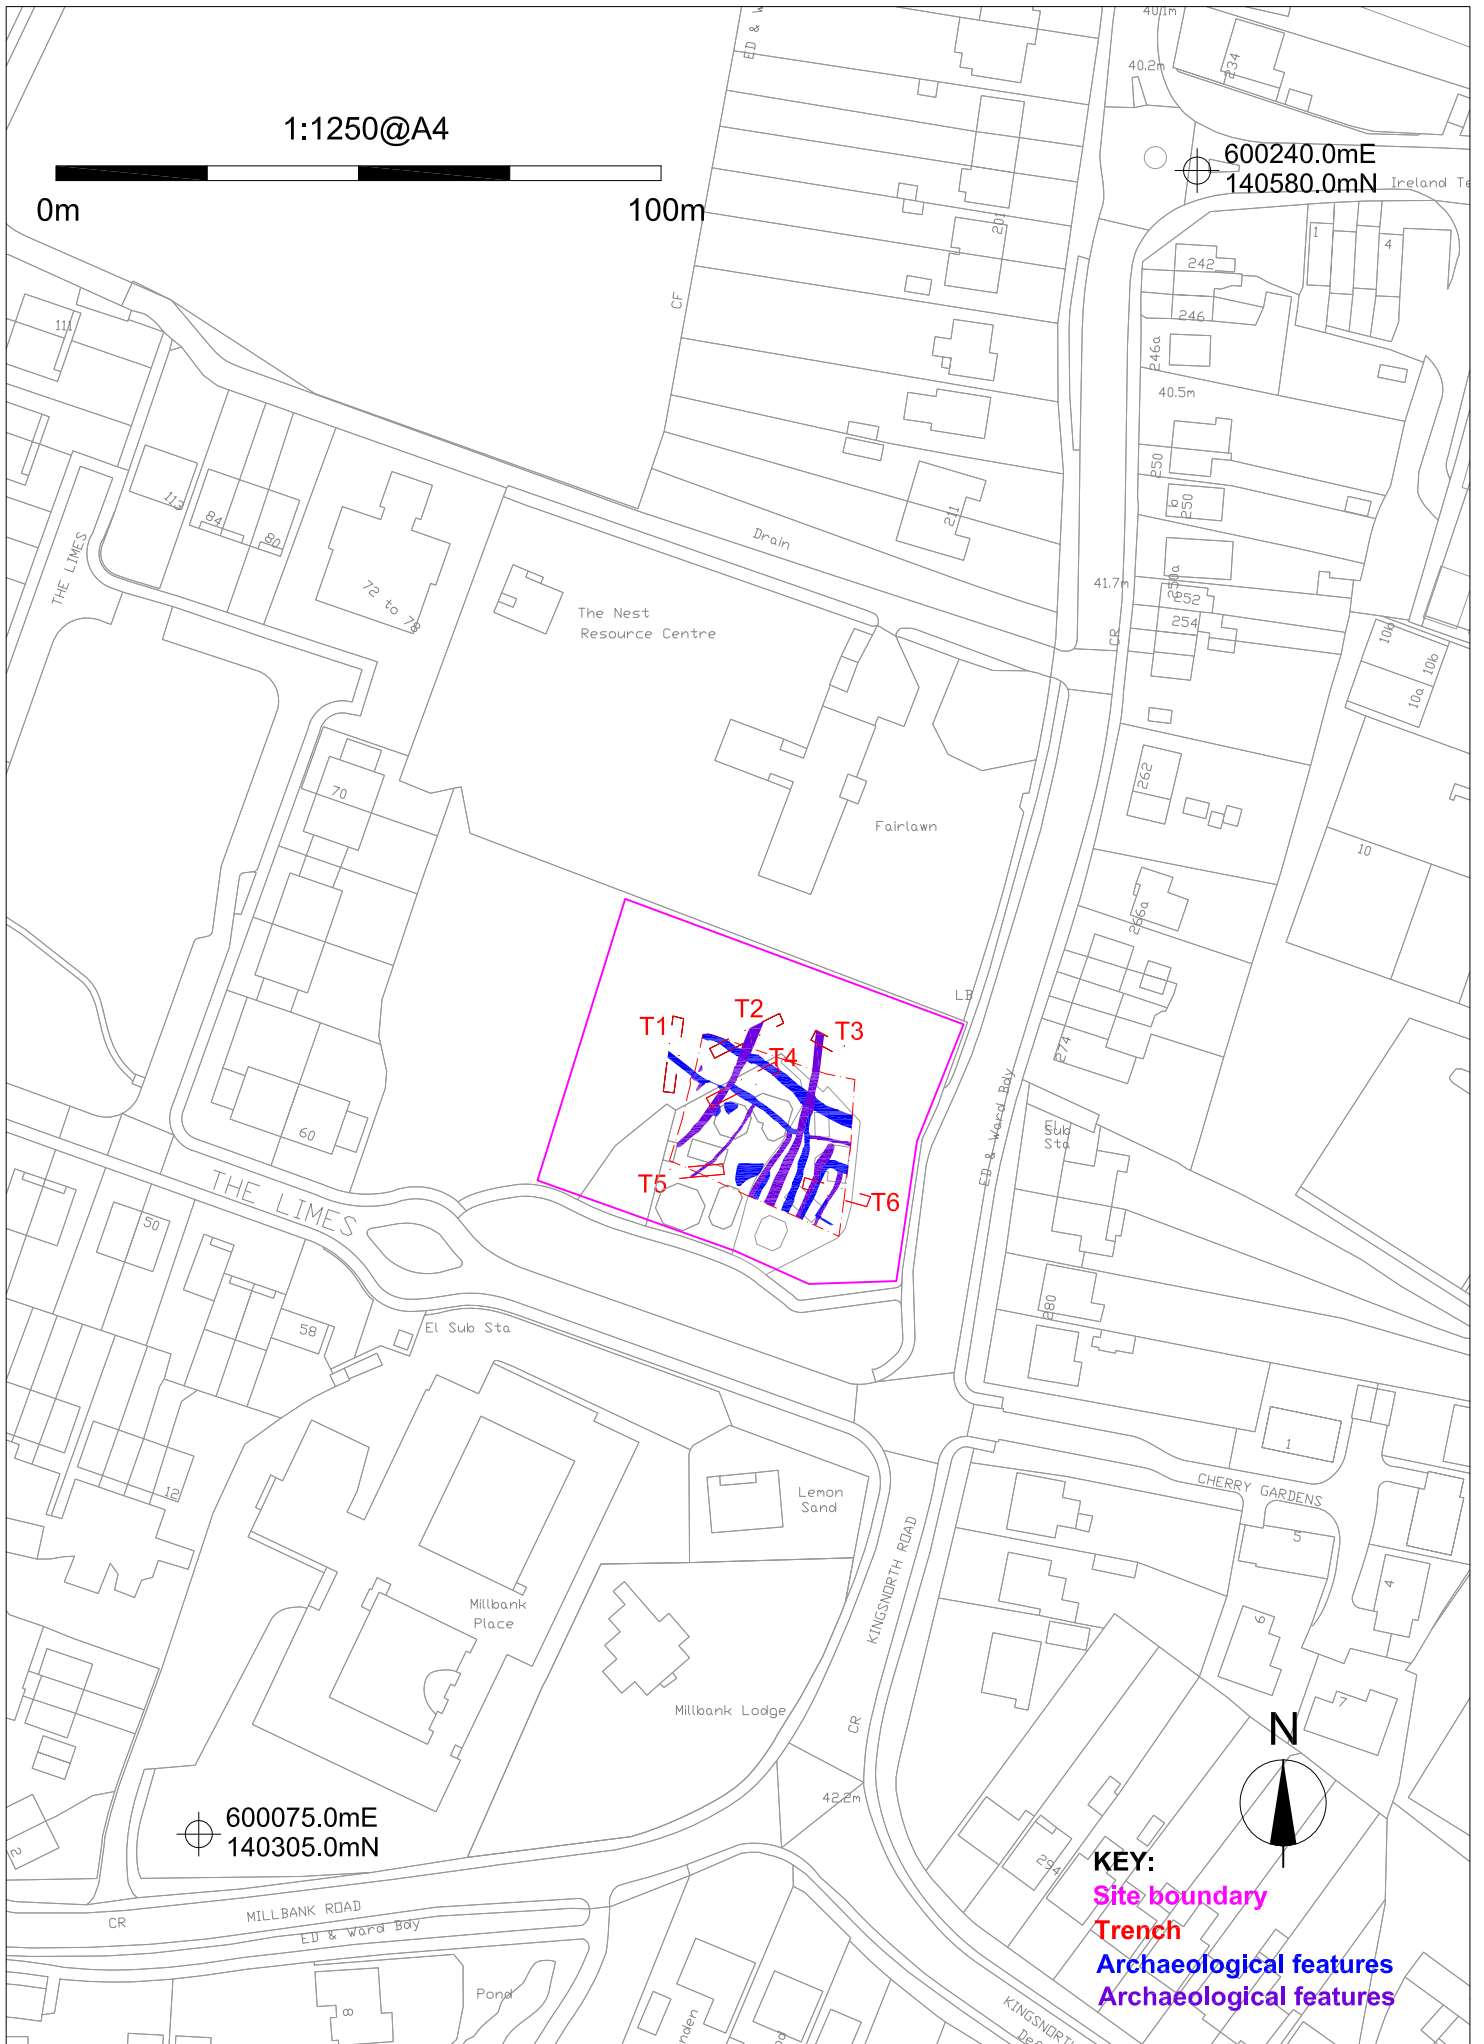 40.1m
ED & W
234
40.2m
1:1250@A4
0m
100m
600240.0mE
140580.0mN
Ireland Te
201
1
4
242
246
CF
111
246a
40.5m
250
b
250
113
84
80
211
Drain
THE LIMES
72 to 78
The Nest
Resource Centre
41.7m
250a
252
254
CR
10b
10b
10a
262
70
Fairlawn
10
266a
LB
T1
T2
T3
T4
274
ED & Ward Bdy
El Sub
Sta
60
T5
T6
THE LIMES
50
280
El Sub Sta
58
1
CHERRY GARDENS
12
Lemon
Sand
5
KINGSNORTH ROAD
4
Millbank
Place
6
Millbank Lodge
7
CR
N
42.2m
600075.0mE
140305.0mN
2
294
KEY:
Site boundary
Trench
Archaeological features
Archaeological features
CR
MILLBANK ROAD
ED & Ward Bdy
Pond
8
nden
KINGSNORTH